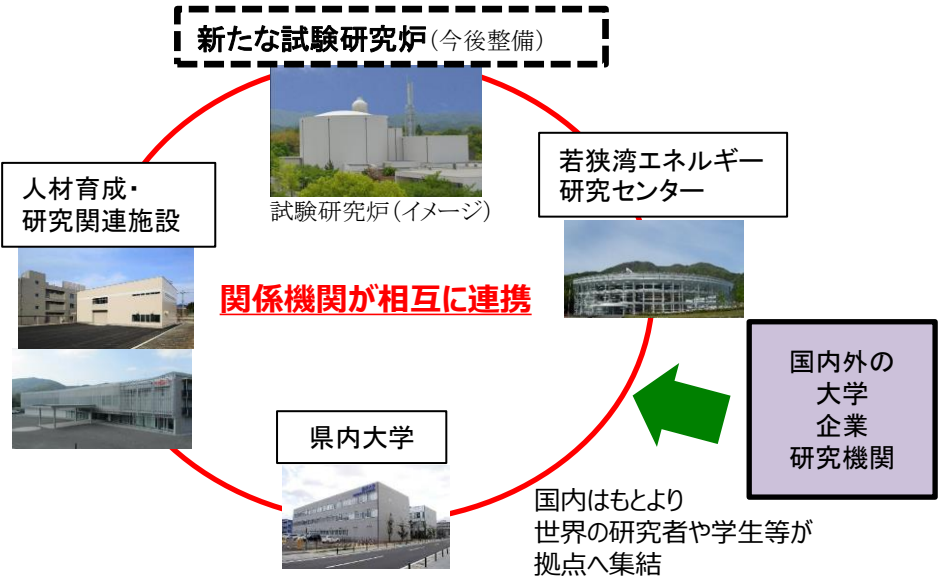 新たな試験研究炉(今後整備)
試験研究炉(イメージ)
人材育成・
研究関連施設
若狭湾エネルギー
研究センター
関係機関が相互に連携
国内外の
大学
企業
研究機関
県内大学
国内はもとより
世界の研究者や学生等が
拠点へ集結